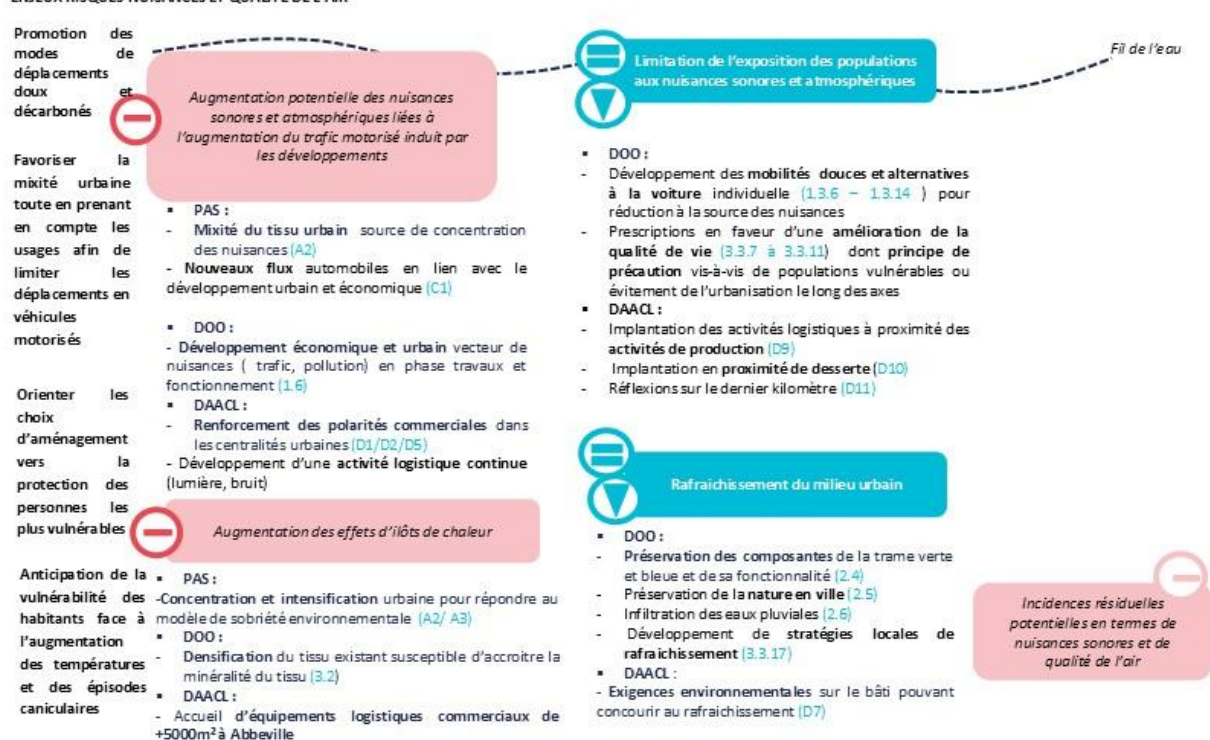 ENJEUX RISQUES NUISANCES ET QUALITÉ DE L'AIR
Promotion des
modes de
déplacements
doux et
décarbonés
Favoriser la
mixité urbaine
toute en prenant
en compte les
usages afin de
limiter les
déplacements en
véhicules
motorisés
Orienter les
choix
d'aménagement
vers la
protection des
personnes les
plus vulnérables
Anticipation de la
vulnérabilité des
habitants face à
l'augmentation
des températures
et des épisodes
caniculaires
Augmentation potentielle des nuisances
sonores et atmosphériques liées à
l'augmentation du trafic motorisé induit par
les développements
▪ PAS :
- Mixité du tissu urbain source de concentration
des nuisances (A2)
- Nouveaux flux automobiles en lien avec le
développement urbain et économique (C1)
▪ DOO :
- Développement économique et urbain vecteur de
nuisances ( trafic, pollution) en phase travaux et
fonctionnement (1.6)
▪ DAACL :
- Renforcement des polarités commerciales dans
les centralités urbaines (D1/D2/D5)
- Développement d'une activité logistique continue
(lumière, bruit)
Augmentation des effets d'ilôts de chaleur
▪ PAS :
-Concentration et intensification urbaine pour répondre au
modèle de sobriété environnementale (A2/ A3)
▪ DOO :
- Densification du tissu existant susceptible d'accroitre la
minéralité du tissu (3.2)
▪ DAACL :
- Accueil d'équipements logistiques commerciaux de
+5000m² à Abbeville
Limitation de l'exposition des populations
aux nuisances sonores et atmosphériques
▪ DOO :
- Développement des mobilités douces et alternatives
à la voiture individuelle (1.3.6 – 1.3.14 ) pour
réduction à la source des nuisances
- Prescriptions en faveur d'une amélioration de la
qualité de vie (3.3.7 à 3.3.11) dont principe de
précaution vis-à-vis de populations vulnérables ou
évitement de l'urbanisation le long des axes
▪ DAACL :
- Implantation des activités logistiques à proximité des
activités de production (D9)
- Implantation en proximité de desserte (D10)
- Réflexions sur le dernier kilomètre (D11)
Rafraichissement du milieu urbain
▪ DOO :
- Préservation des composantes de la trame verte
et bleue et de sa fonctionnalité (2.4)
- Préservation de la nature en ville (2.5)
- Infiltration des eaux pluviales (2.6)
- Développement de stratégies locales de
rafraichissement (3.3.17)
▪ DAACL :
- Exigences environnementales sur le bâti pouvant
concourir au rafraichissement (D7)
Fil de l'eau
Incidences résiduelles
potentielles en termes de
nuisances sonores et de
qualité de l'air